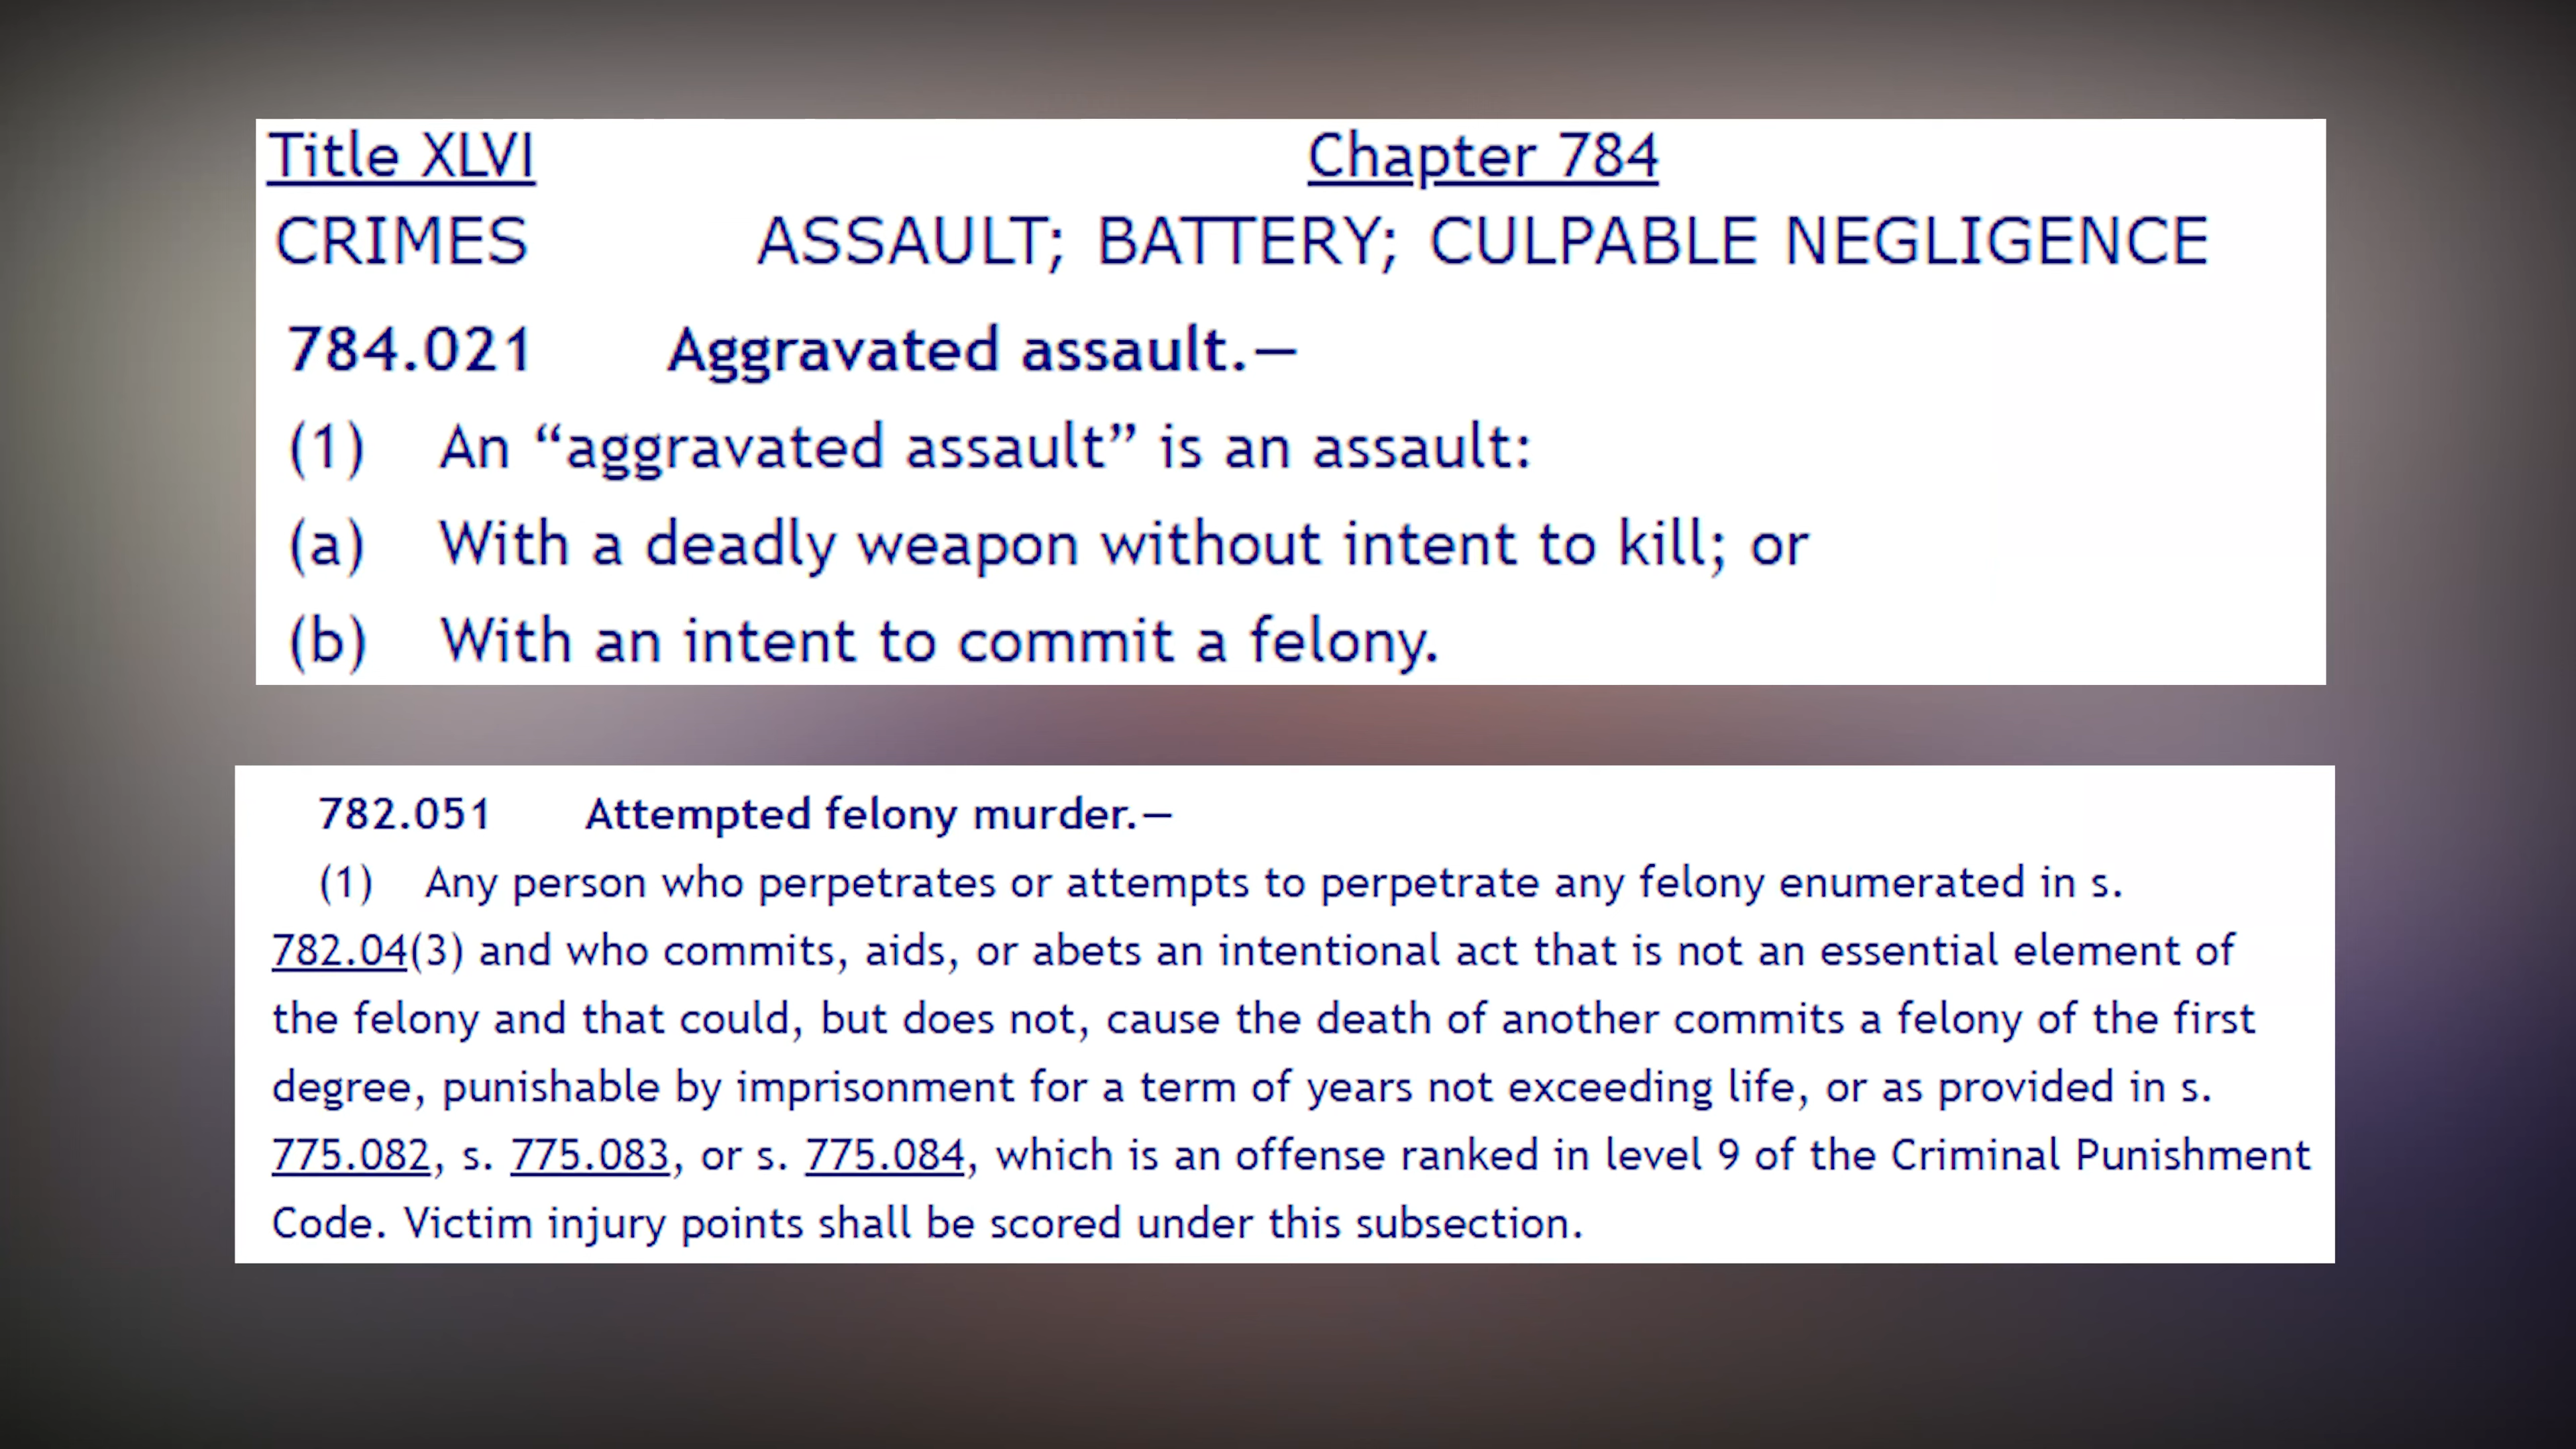 Title XLVI Chapter 784
CRIMES ASSAULT; BATTERY; CULPABLE NEGLIGENCE
784.021 Aggravated assault.—
(1) An “aggravated assault” is an assault:
(a) With a deadly weapon without intent to kill; or
(b) With an intent to commit a felony.
782.051 Attempted felony murder.—
(1) Any person who perpetrates or attempts to perpetrate any felony enumerated in s.
782.04(3) and who commits, aids, or abets an intentional act that is not an essential element of
the felony and that could, but does not, cause the death of another commits a felony of the first
degree, punishable by imprisonment for a term of years not exceeding life, or as provided in s.
775.082, s. 775.083, or s. 775.084, which is an offense ranked in level 9 of the Criminal Punishment
Code. Victim injury points shall be scored under this subsection.